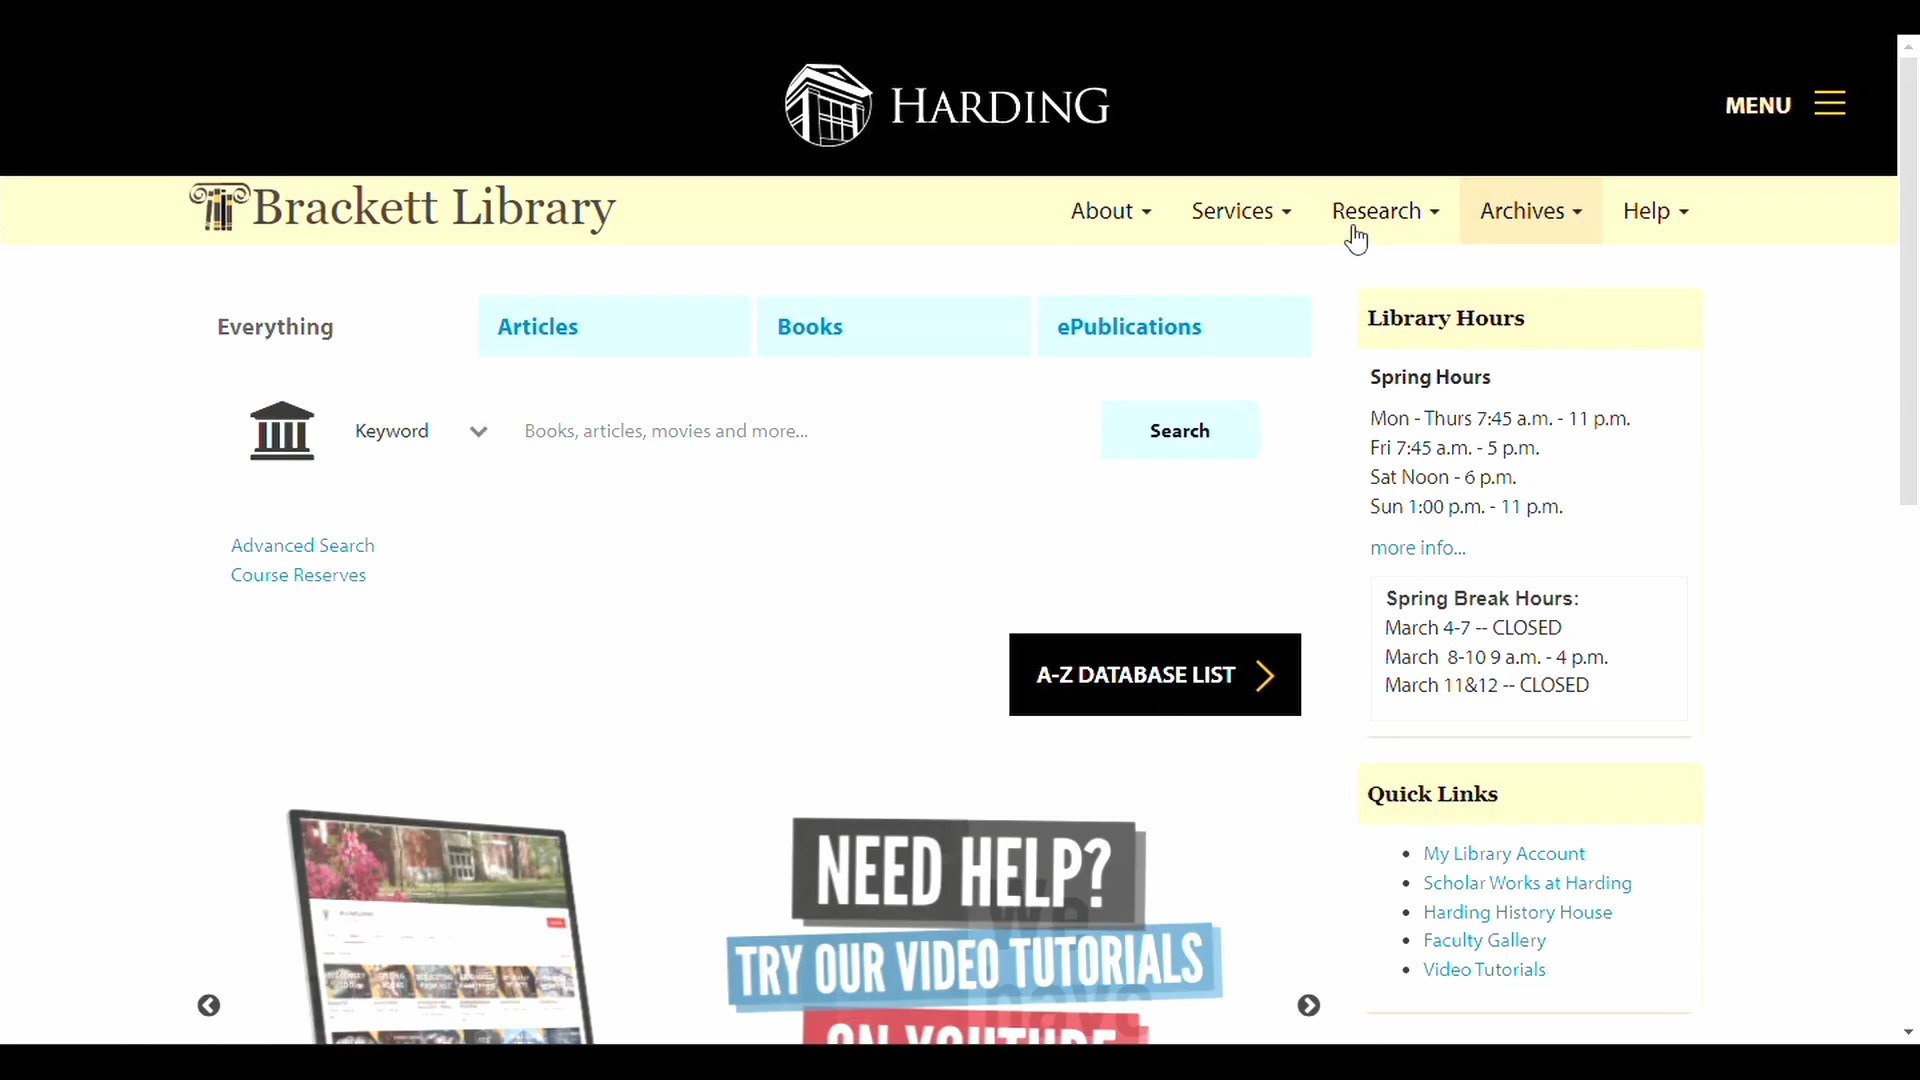 HARDING
MENU
Brackett Library
About
Services
Research
Archives
Help
Everything
Articles
Books
ePublications
Keyword
Books, articles, movies and more...
Search
Advanced Search
Course Reserves
A-Z DATABASE LIST
Library Hours
Spring Hours
Mon - Thurs 7:45 a.m. - 11 p.m.
Fri 7:45 a.m. - 5 p.m.
Sat Noon - 6 p.m.
Sun 1:00 p.m. - 11 p.m.
more info...
Spring Break Hours:
March 4-7 -- CLOSED
March 8-10 9 a.m. - 4 p.m.
March 11&12 -- CLOSED
Quick Links
My Library Account
Scholar Works at Harding
Harding History House
Faculty Gallery
Video Tutorials
NEED HELP?
we
TRY OUR VIDEO TUTORIALS
have
ON YOUTUBE